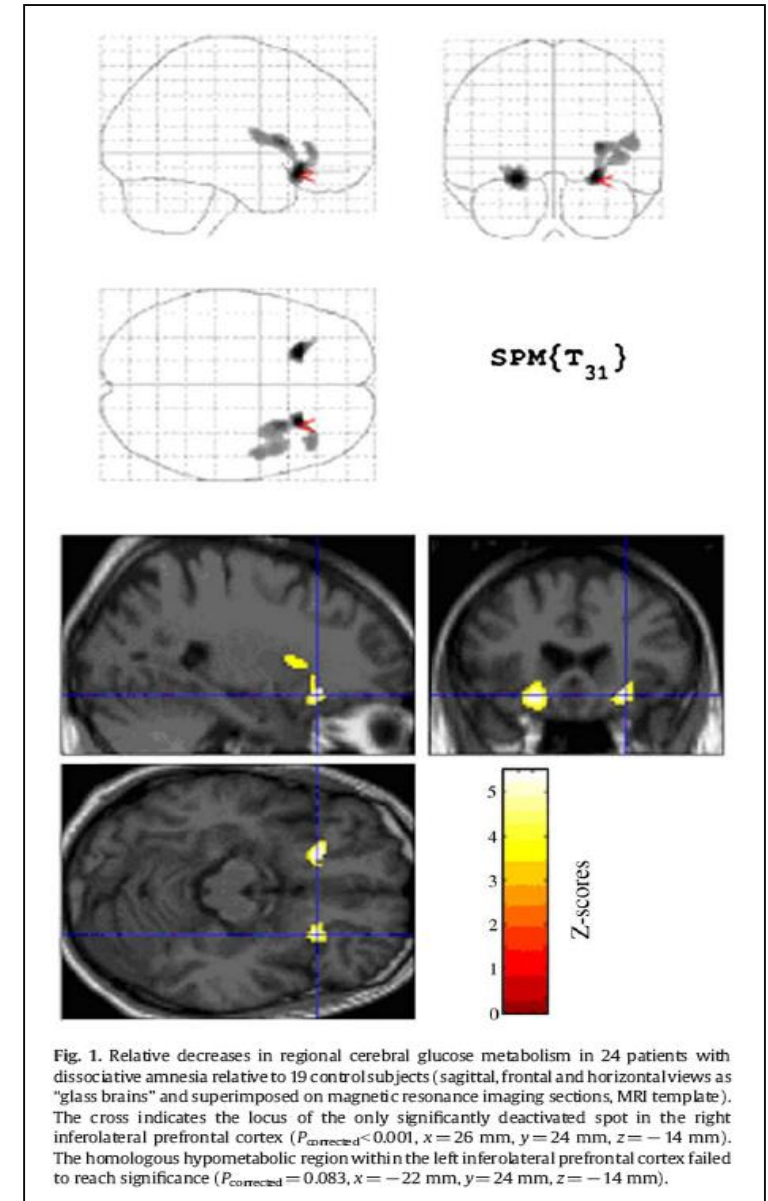 SPM{T31}
5
4
3
2
1
0
Z-scores
Fig. 1. Relative decreases in regional cerebral glucose metabolism in 24 patients with
dissociative amnesia relative to 19 control subjects (sagittal, frontal and horizontal views as
"glass brains" and superimposed on magnetic resonance imaging sections, MRI template).
The cross indicates the locus of the only significantly deactivated spot in the right
inferolateral prefrontal cortex (Pcorrected<0.001, x=26 mm, y=24 mm, z=−14 mm).
The homologous hypometabolic region within the left inferolateral prefrontal cortex failed
to reach significance (Pcorrected=0.083, x=−22 mm, y=24 mm, z=−14 mm).